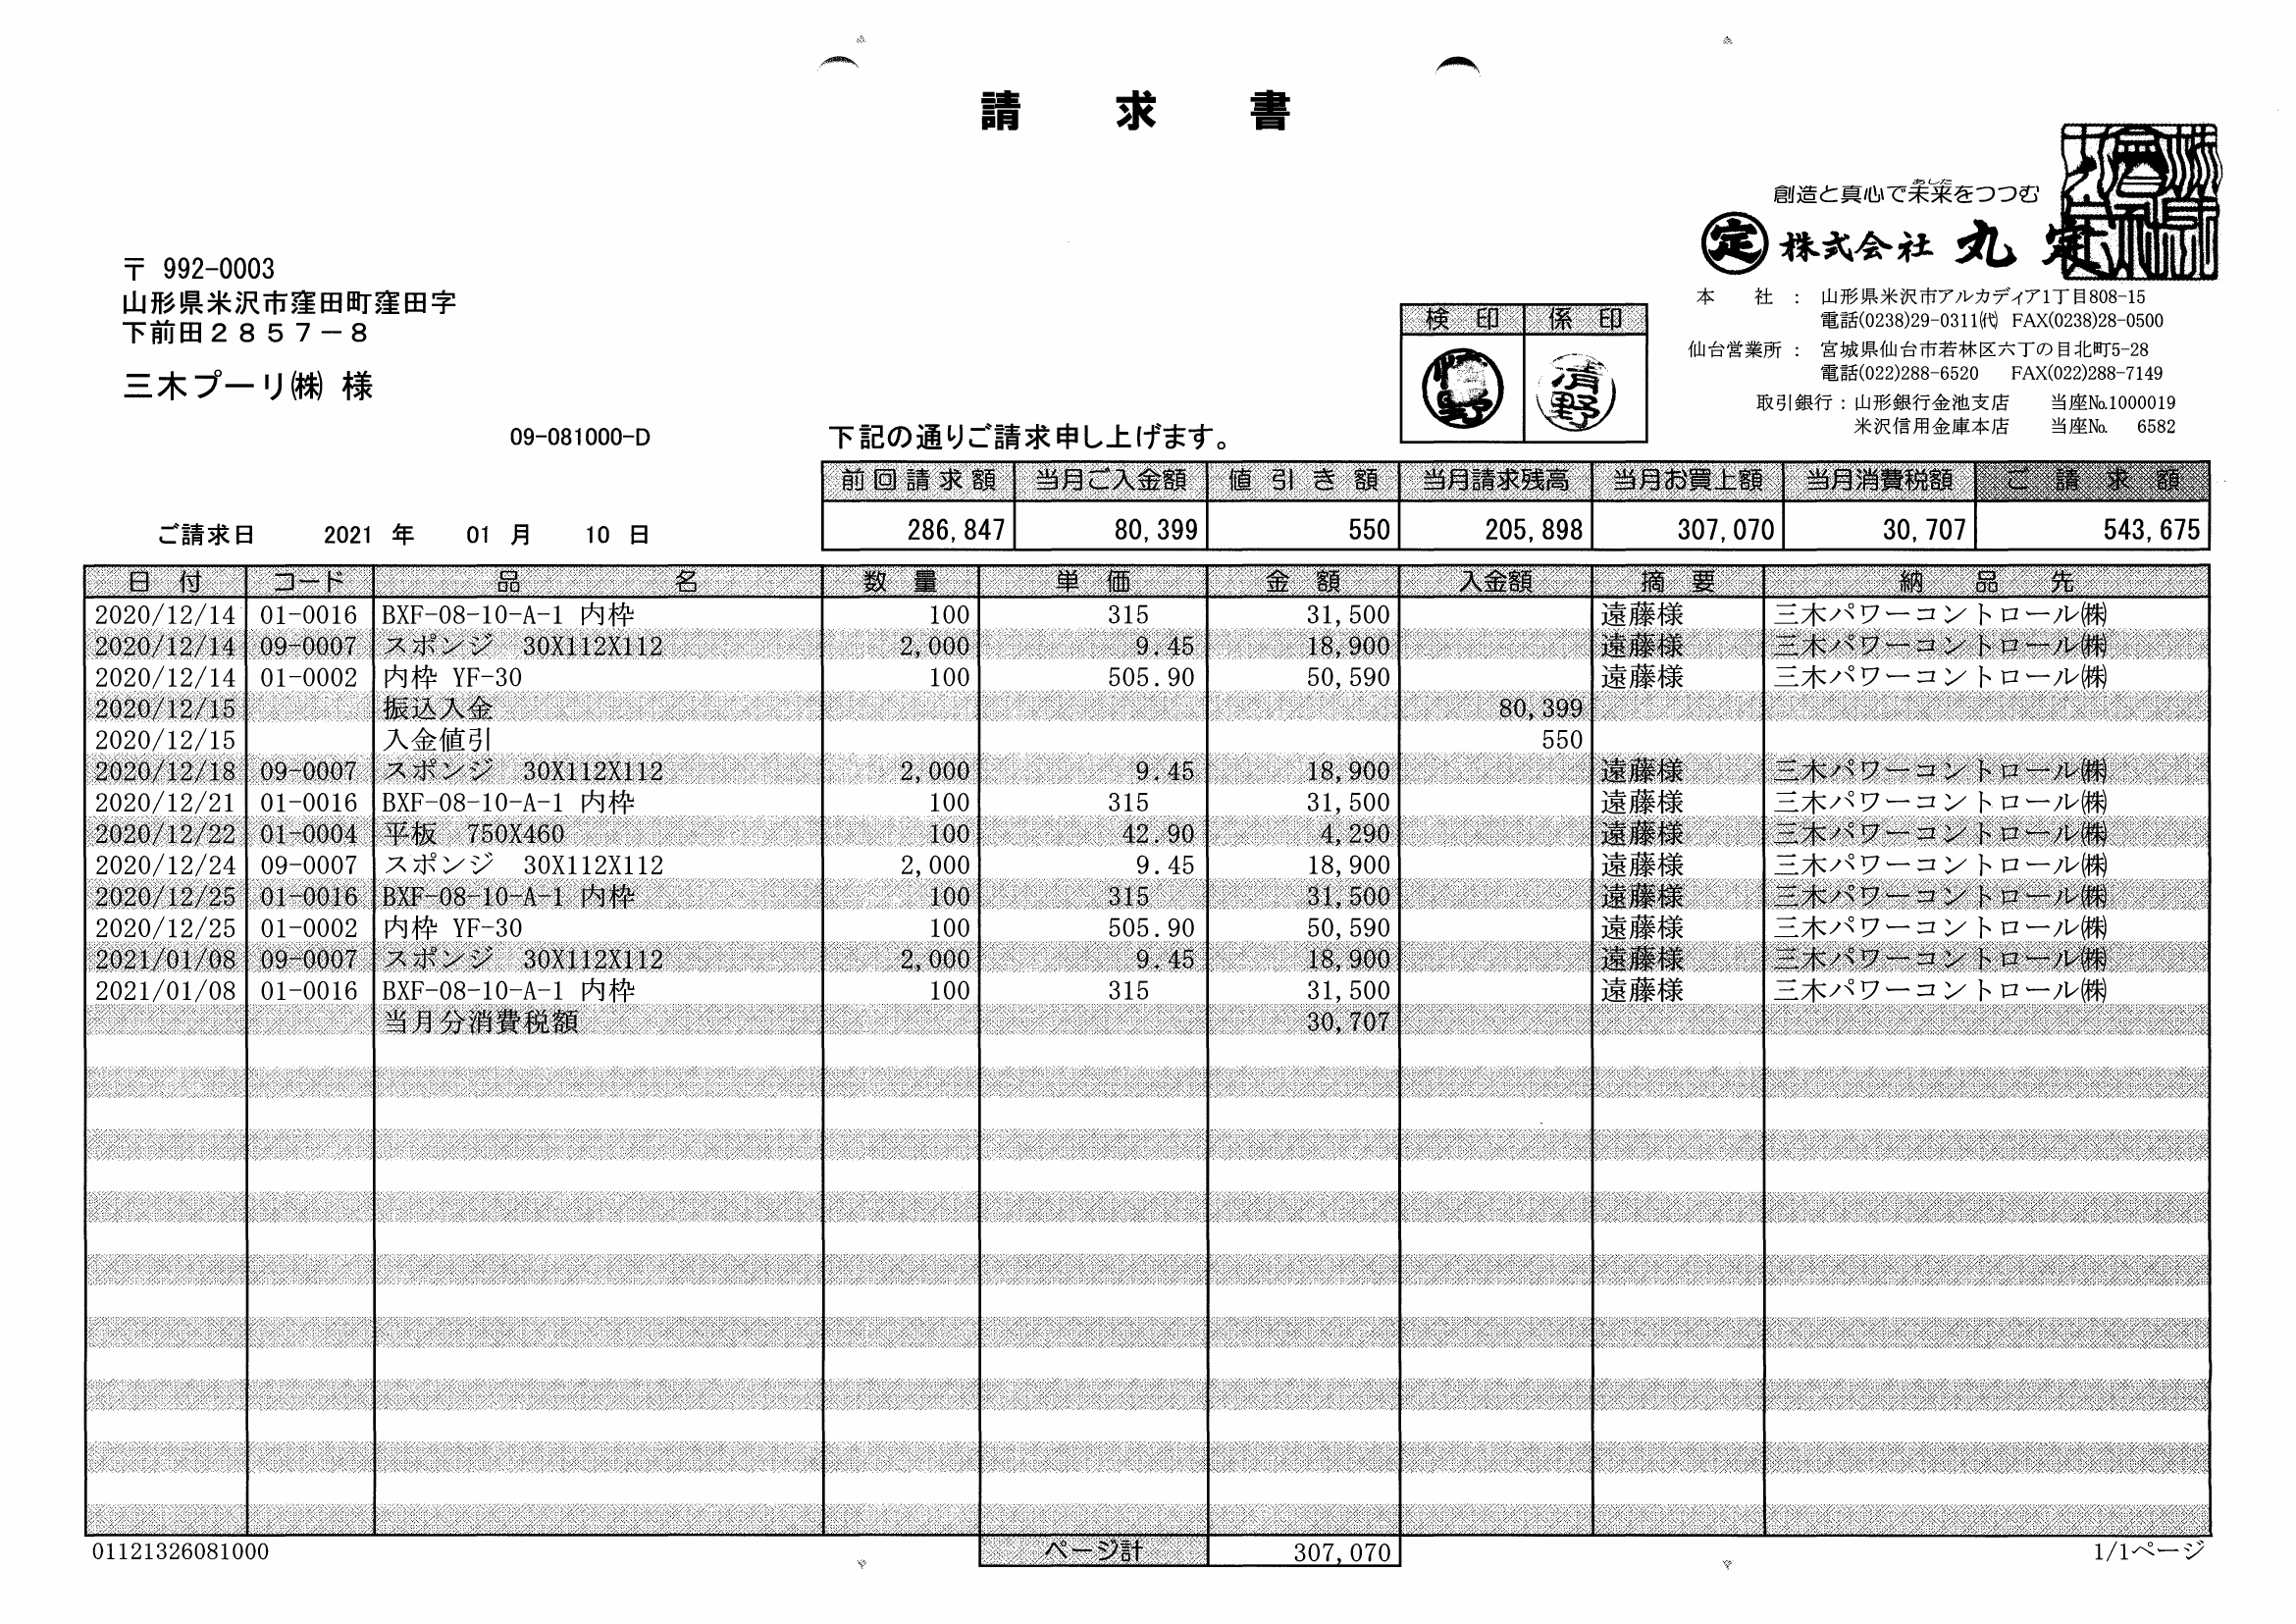 請 求 書
創造と真心で未来をつつむ
あした
定 株式会社 丸定
〒 992-0003
山形県米沢市窪田町窪田字
下前田2857-8
三木プーリ㈱ 様
09-081000-D
本 社 : 山形県米沢市アルカディア1丁目808-15
電話(0238)29-0311㈹ FAX(0238)28-0500
仙台営業所 : 宮城県仙台市若林区六丁の目北町5-28
電話(022)288-6520 FAX(022)288-7149
取引銀行 : 山形銀行金池支店 当座№1000019
米沢信用金庫本店 当座№ 6582
検 印 係 印
清野
下記の通りご請求申し上げます。
前回請求額 当月ご入金額 値引き額 当月請求残高 当月お買上額 当月消費税額 ご請求額
286,847 80,399 550 205,898 307,070 30,707 543,675
ご請求日 2021 年 01 月 10 日
日 付 コード 品 名 数 量 単 価 金 額 入金額 摘 要 納 品 先
2020/12/14 01-0016 BXF-08-10-A-1 内枠 100 315 31,500 遠藤様 三木パワーコントロール㈱
2020/12/14 09-0007 スポンジ 30X112X112 2,000 9.45 18,900 遠藤様 三木パワーコントロール㈱
2020/12/14 01-0002 内枠 YF-30 100 505.90 50,590 遠藤様 三木パワーコントロール㈱
2020/12/15 振込入金 80,399
2020/12/15 入金値引 550
2020/12/18 09-0007 スポンジ 30X112X112 2,000 9.45 18,900 遠藤様 三木パワーコントロール㈱
2020/12/21 01-0016 BXF-08-10-A-1 内枠 100 315 31,500 遠藤様 三木パワーコントロール㈱
2020/12/22 01-0004 平板 750X460 100 42.90 4,290 遠藤様 三木パワーコントロール㈱
2020/12/24 09-0007 スポンジ 30X112X112 2,000 9.45 18,900 遠藤様 三木パワーコントロール㈱
2020/12/25 01-0016 BXF-08-10-A-1 内枠 100 315 31,500 遠藤様 三木パワーコントロール㈱
2020/12/25 01-0002 内枠 YF-30 100 505.90 50,590 遠藤様 三木パワーコントロール㈱
2021/01/08 09-0007 スポンジ 30X112X112 2,000 9.45 18,900 遠藤様 三木パワーコントロール㈱
2021/01/08 01-0016 BXF-08-10-A-1 内枠 100 315 31,500 遠藤様 三木パワーコントロール㈱
当月分消費税額 30,707
01121326081000
ページ計 307,070
1/1ページ